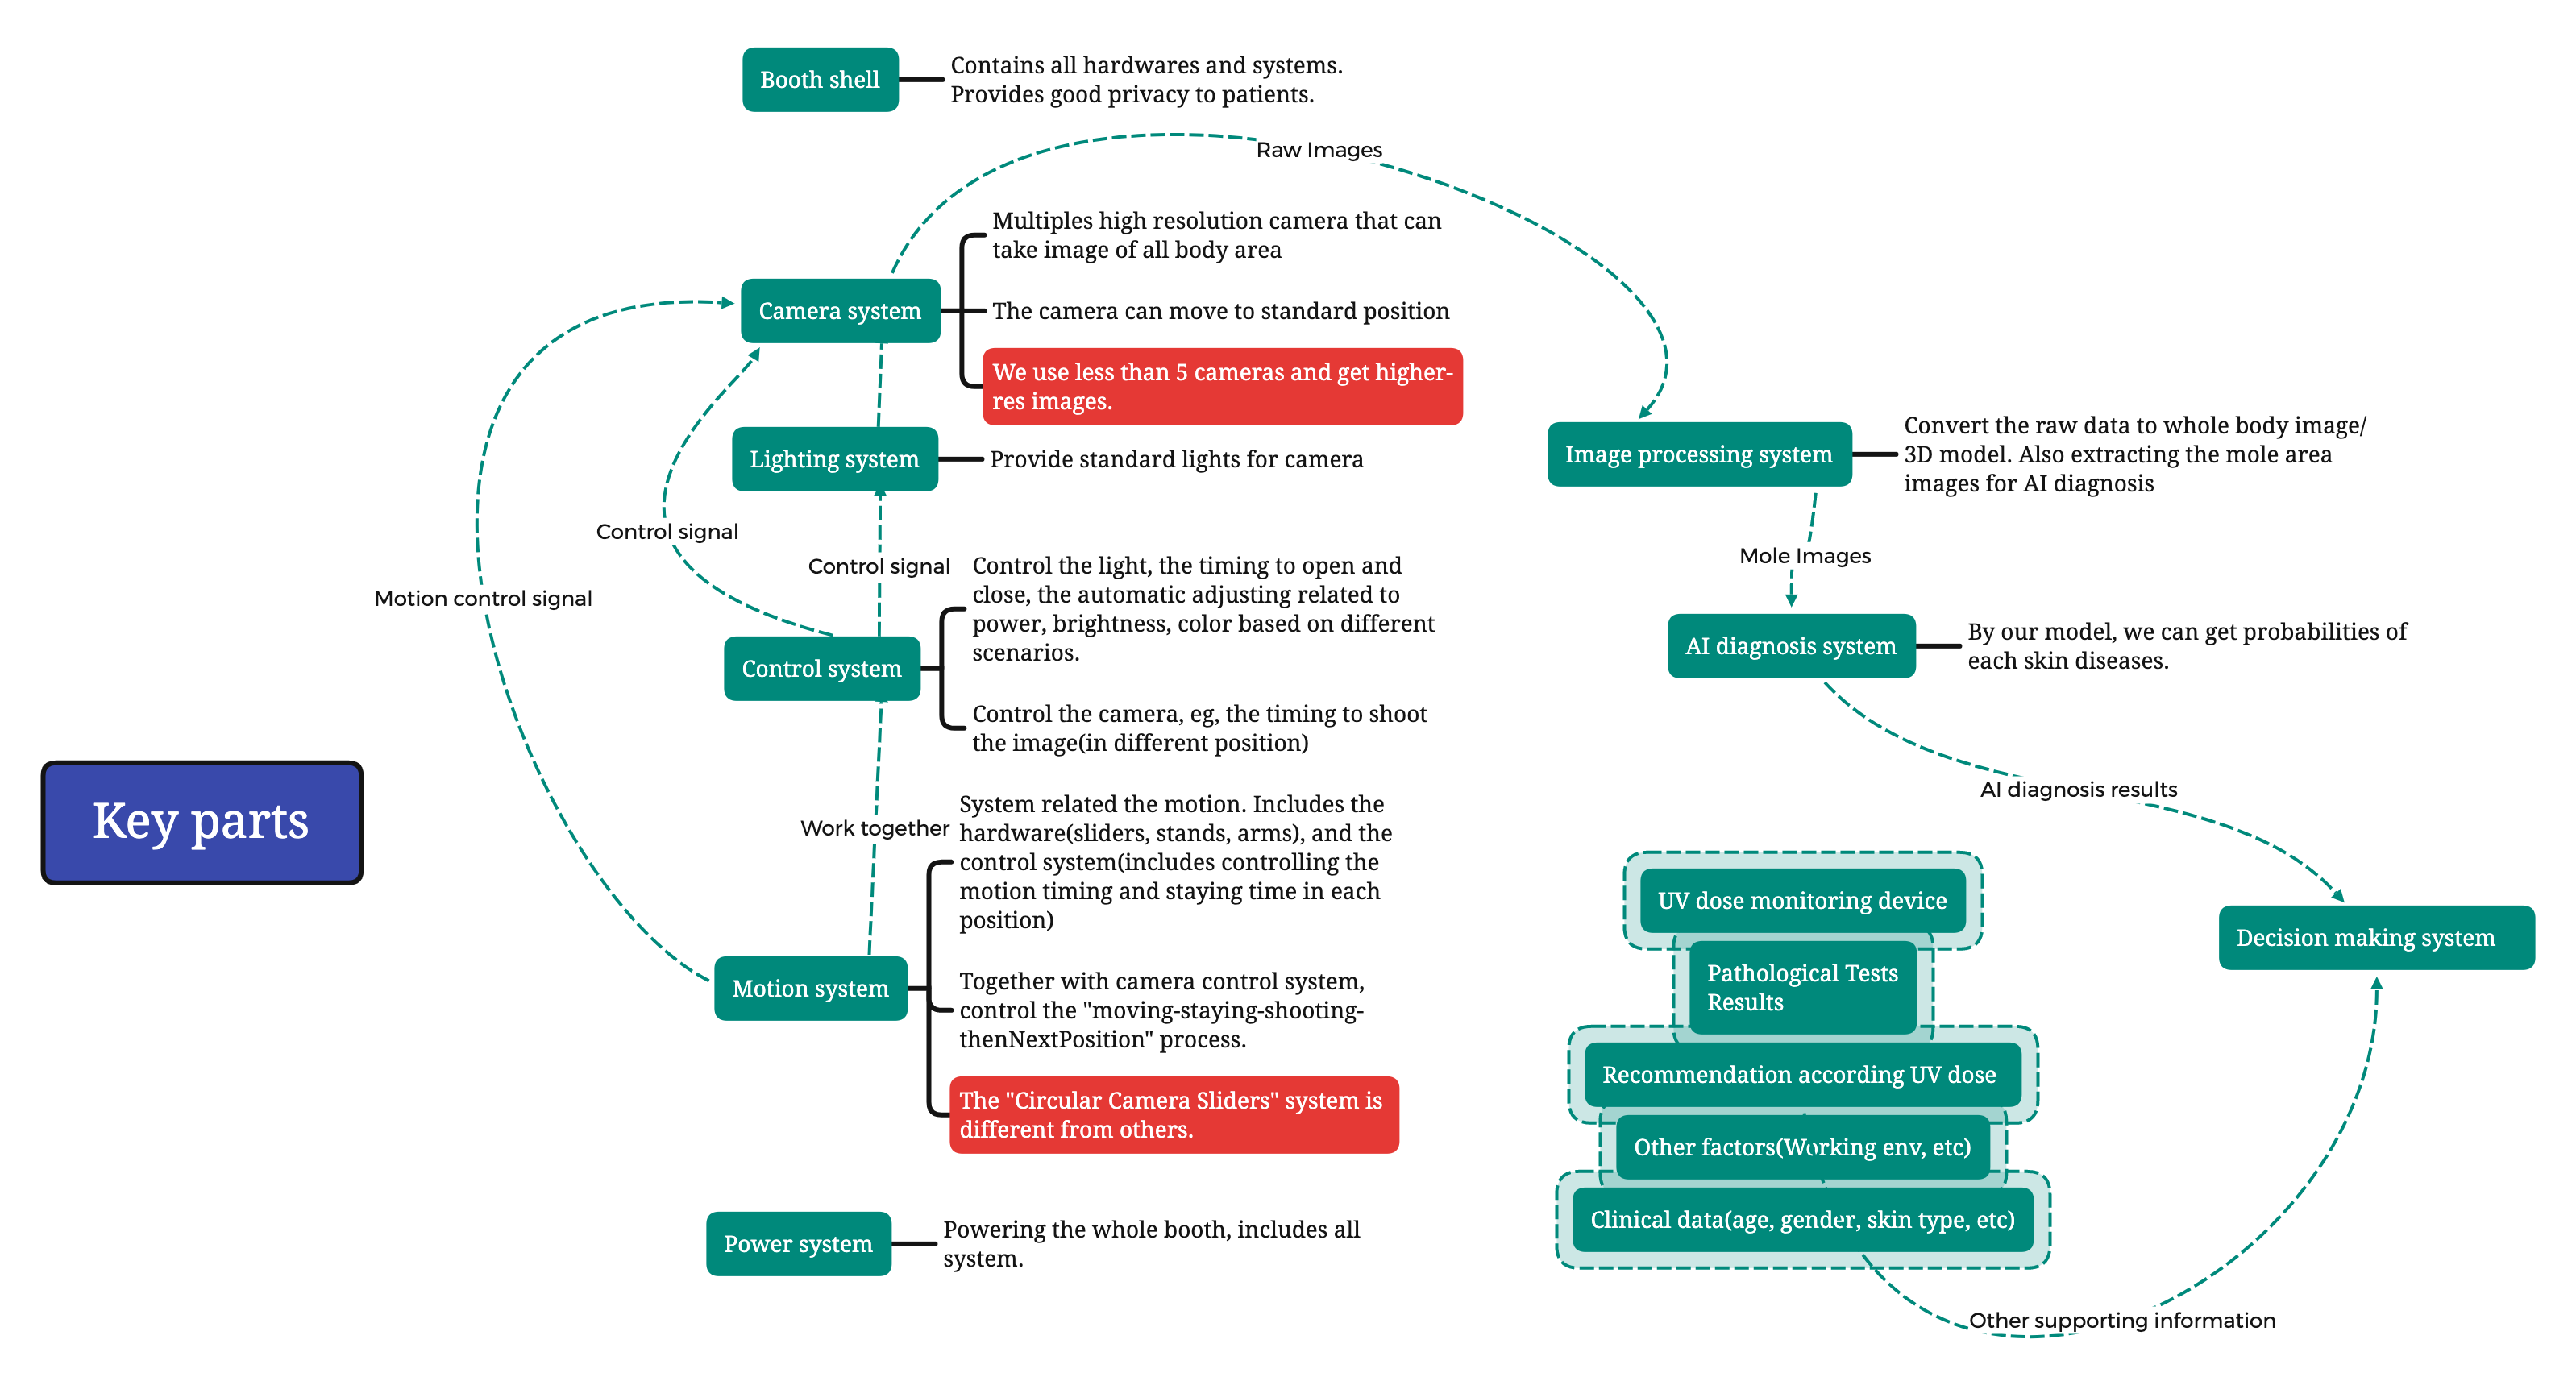 Booth shell
Contains all hardwares and systems.
Provides good privacy to patients.
Raw Images
Multiples high resolution camera that can
take image of all body area
Camera system
The camera can move to standard position
We use less than 5 cameras and get higher-
res images.
Lighting system
Provide standard lights for camera
Image processing system
Convert the raw data to whole body image/
3D model. Also extracting the mole area
images for AI diagnosis
Control signal
Control signal
Mole Images
Motion control signal
Control the light, the timing to open and
close, the automatic adjusting related to
power, brightness, color based on different
scenarios.
Control system
Control the camera, eg, the timing to shoot
the image(in different position)
AI diagnosis system
By our model, we can get probabilities of
each skin diseases.
AI diagnosis results
Key parts
Work together
System related the motion. Includes the
hardware(sliders, stands, arms), and the
control system(includes controlling the
motion timing and staying time in each
position)
Motion system
Together with camera control system,
control the "moving-staying-shooting-
thenNextPosition" process.
The "Circular Camera Sliders" system is
different from others.
UV dose monitoring device
Decision making system
Pathological Tests
Results
Recommendation according UV dose
Other factors(Working env, etc)
Clinical data(age, gender, skin type, etc)
Power system
Powering the whole booth, includes all
system.
Other supporting information